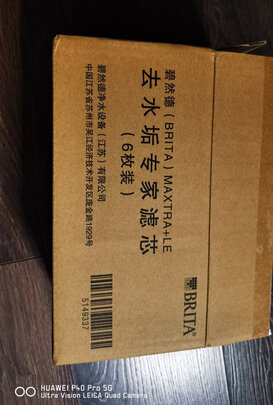 碧然德（BRITA）MAXTRA+LE
去水垢专家滤芯
（6枚装）
碧然德净水设备（江苏）有限公司
中国江苏省苏州市吴江经济技术开发区庞金路1929号
BRITA
5149337
HUAWEI P40 Pro 5G
Ultra Vision LEICA Quad Camera